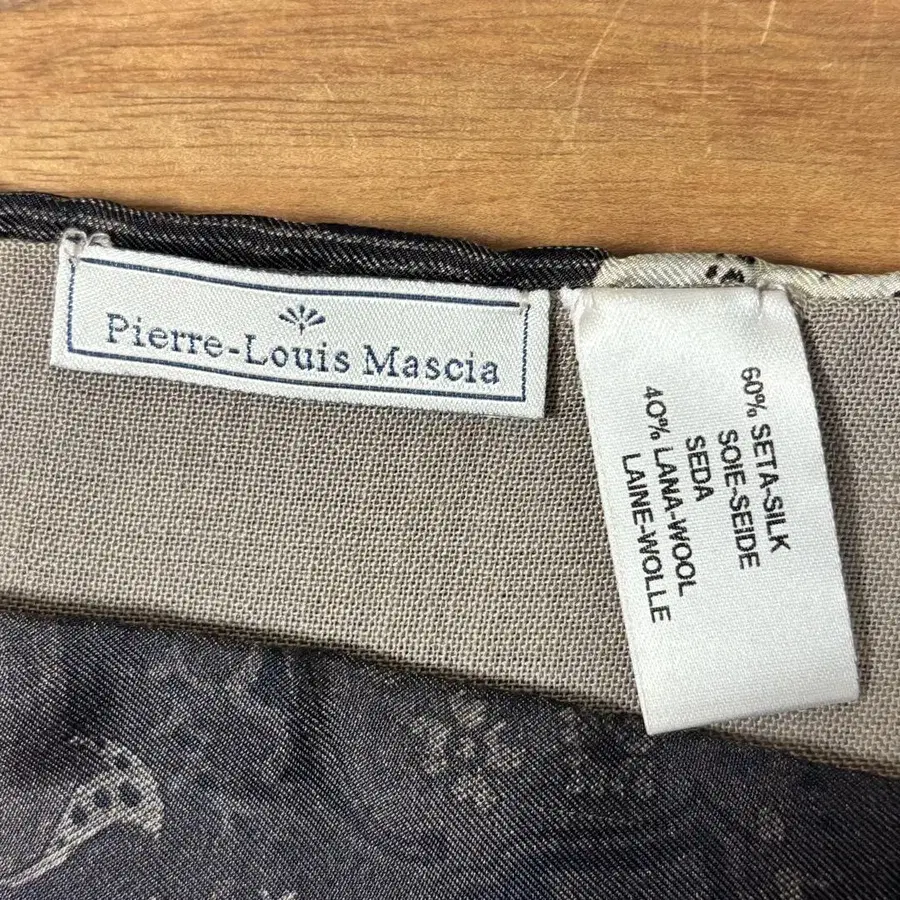 Pierre-Louis Mascia
60% SETA-SILK
SOIE-SEIDE
SEDA
40% LANA-WOOL
LAINE-WOLLE